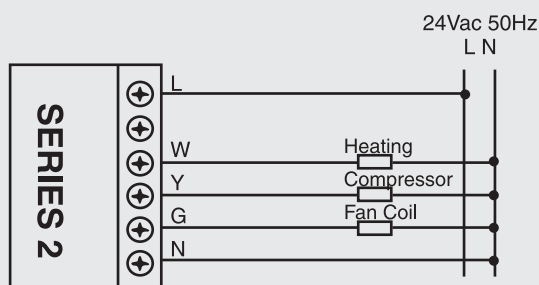 24Vac 50Hz
L N
L
SERIES 2
W
Heating
Y
Compressor
G
Fan Coil
N